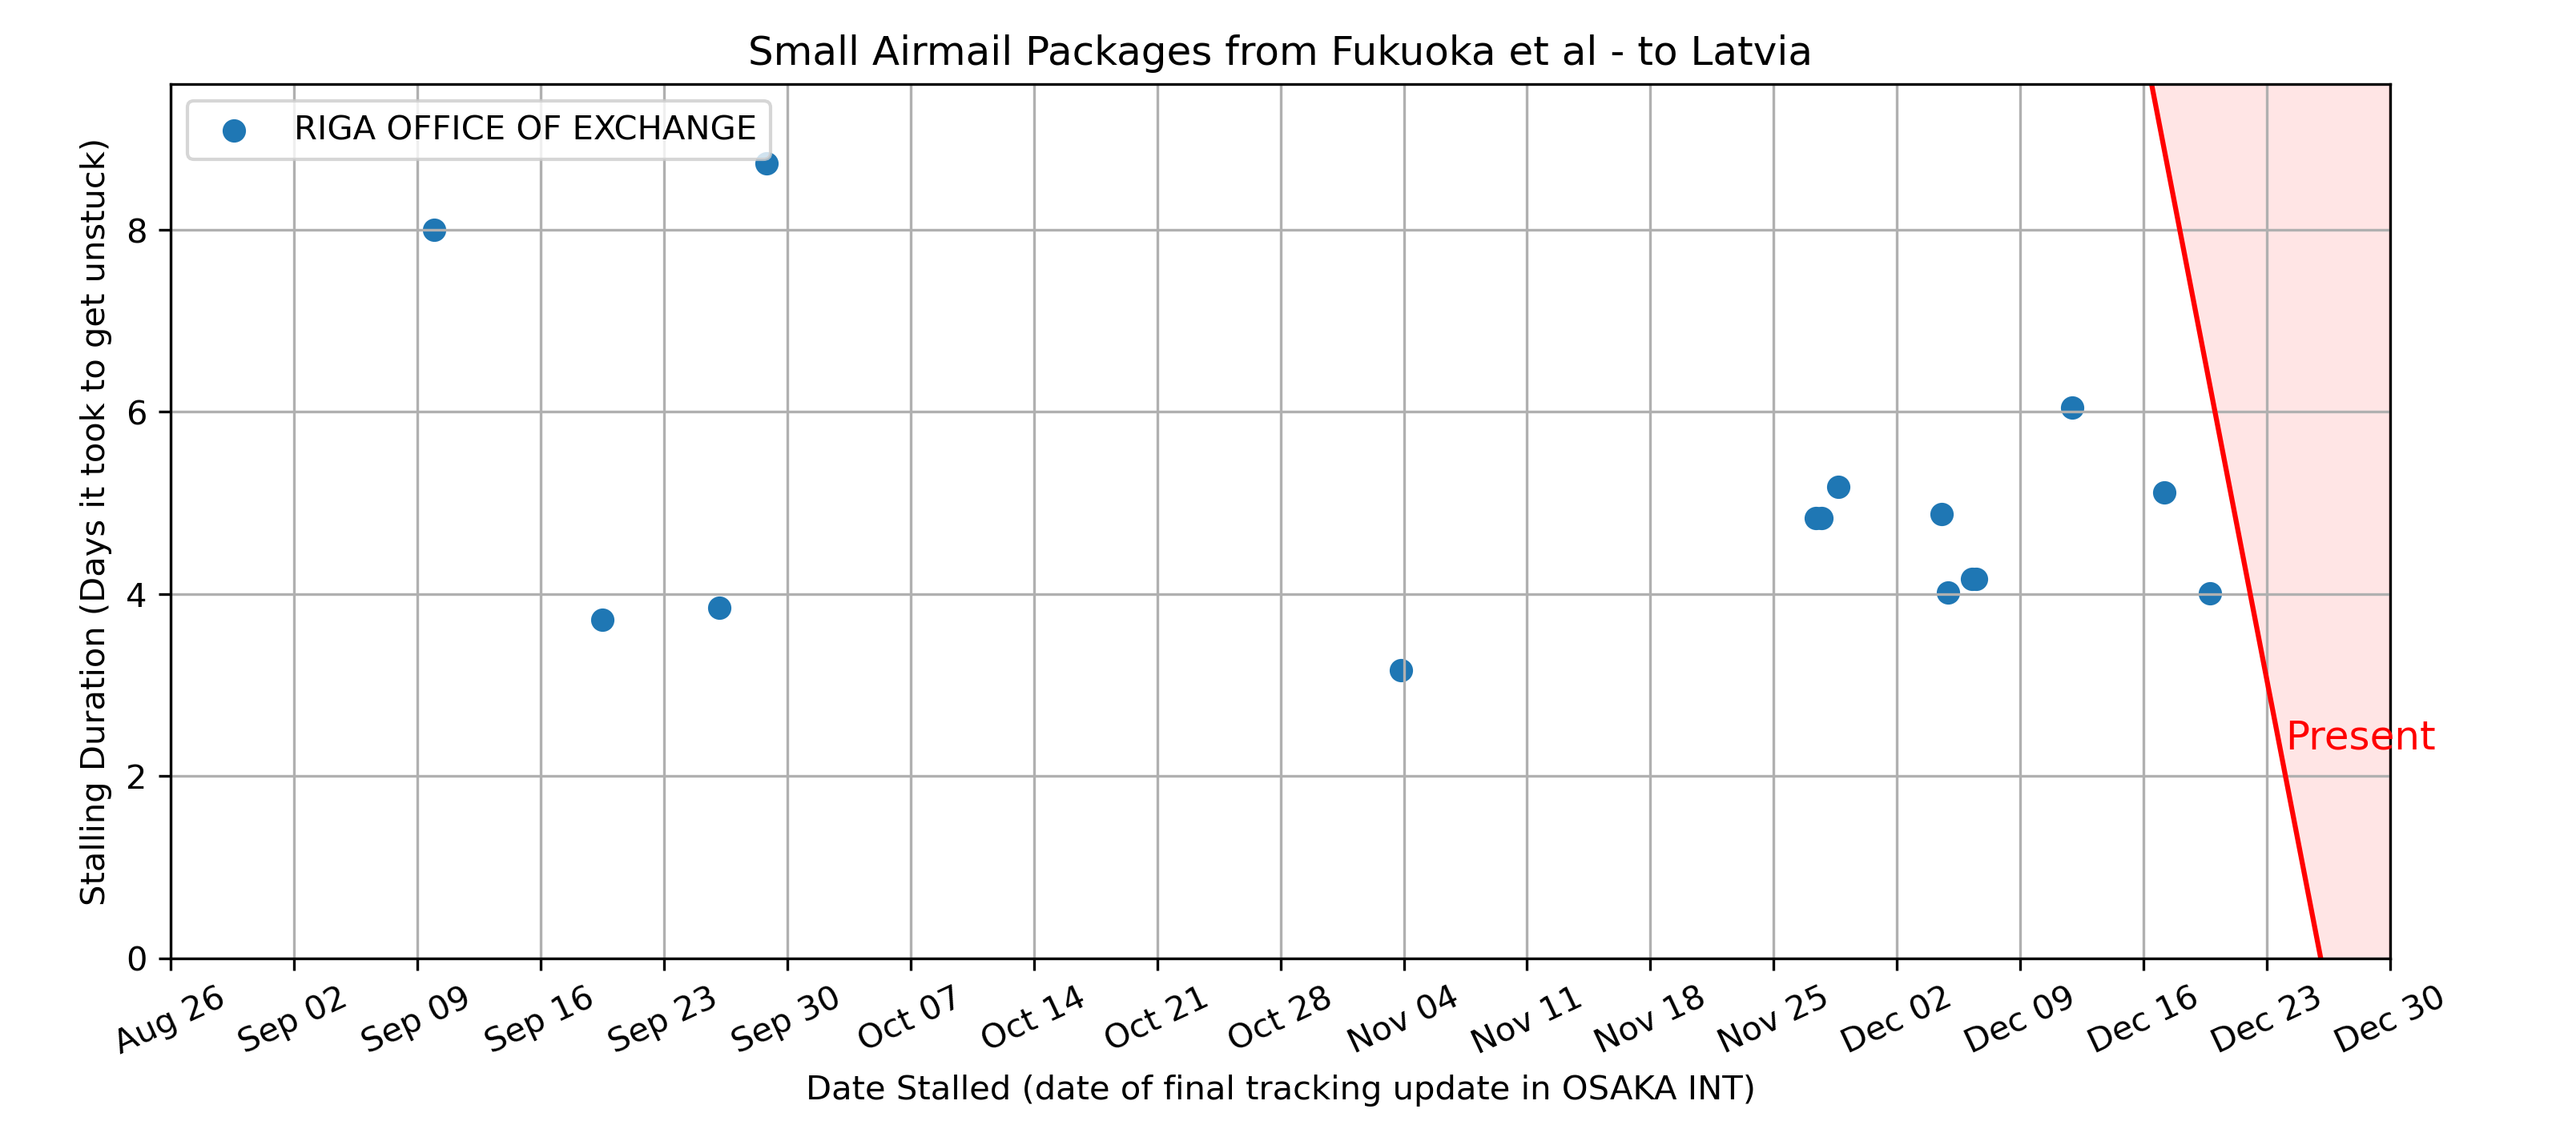 Small Airmail Packages from Fukuoka et al - to Latvia
RIGA OFFICE OF EXCHANGE
Stalling Duration (Days it took to get unstuck)
8
6
4
2
0
Present
Aug 26
Sep 02
Sep 09
Sep 16
Sep 23
Sep 30
Oct 07
Oct 14
Oct 21
Oct 28
Nov 04
Nov 11
Nov 18
Nov 25
Dec 02
Dec 09
Dec 16
Dec 23
Dec 30
Date Stalled (date of final tracking update in OSAKA INT)